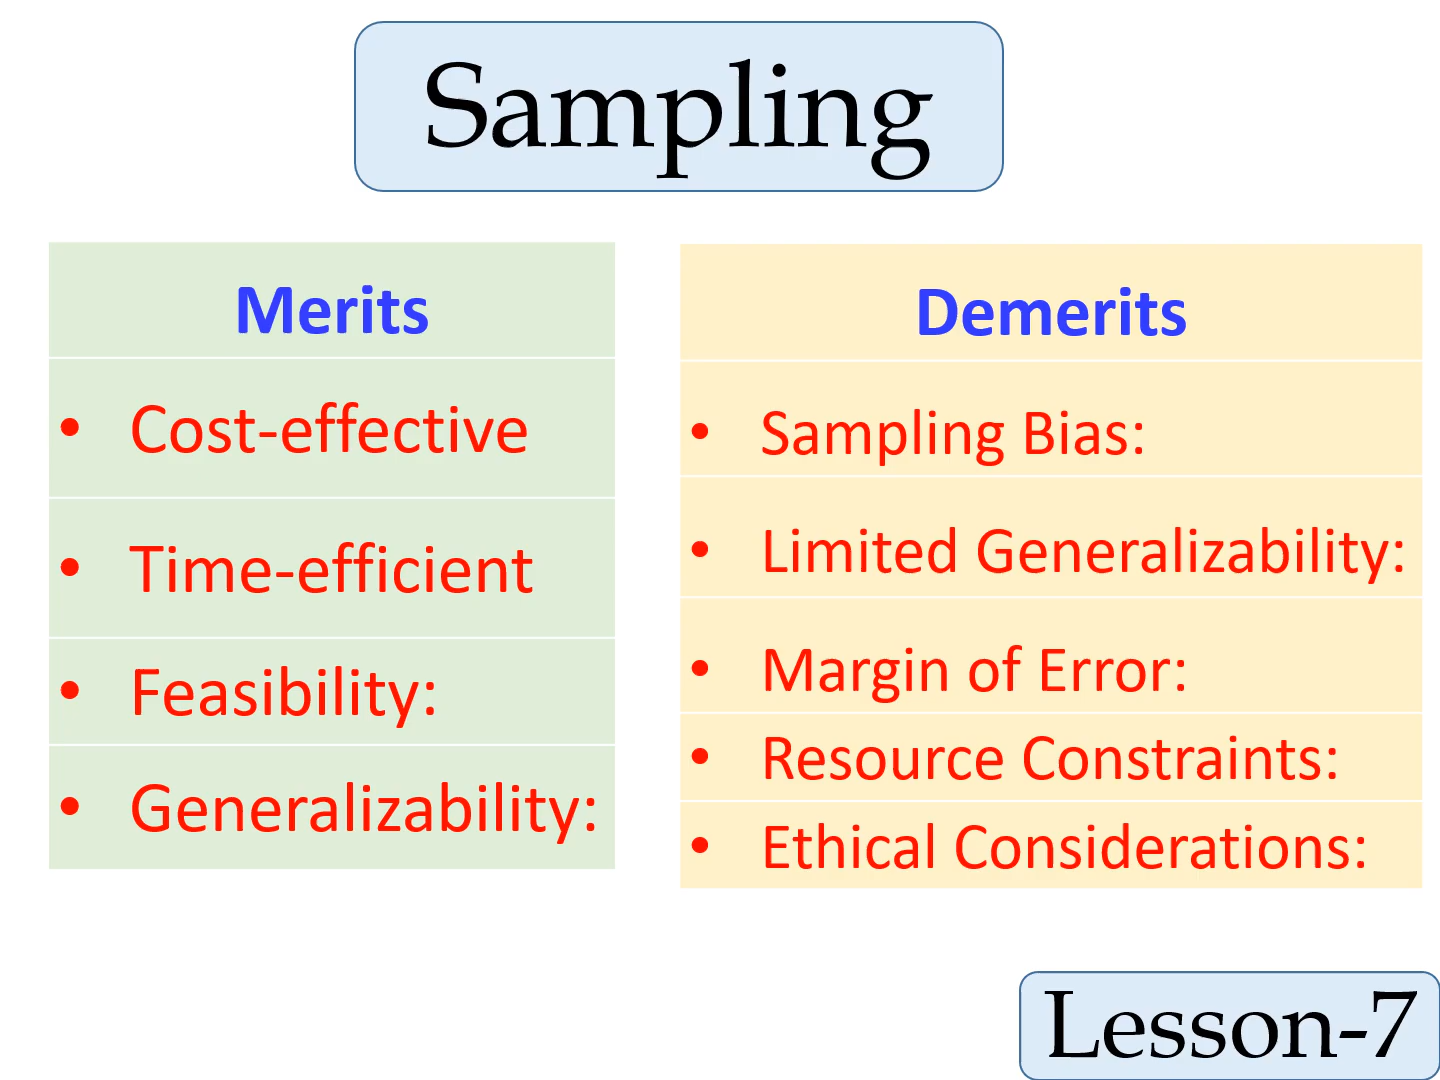 Sampling
Merits
• Cost-effective
• Time-efficient
• Feasibility:
• Generalizability:
Demerits
• Sampling Bias:
• Limited Generalizability:
• Margin of Error:
• Resource Constraints:
• Ethical Considerations:
Lesson-7